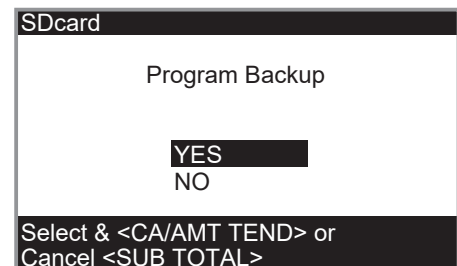 SDcard
Program Backup
YES
NO
Select & <CA/AMT TEND> or
Cancel <SUB TOTAL>